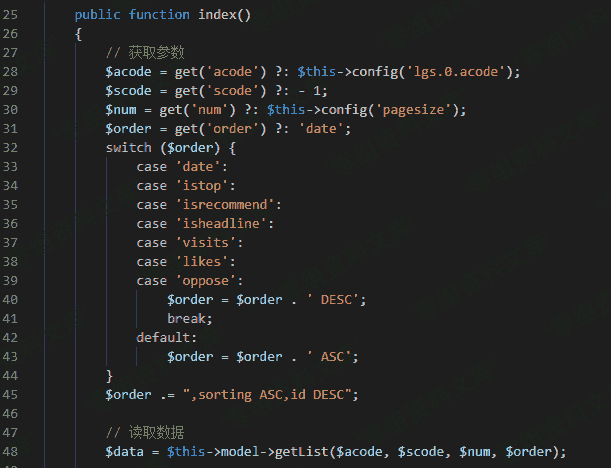 25 public function index()
26 {
27 // 获取参数
28 $acode = get('acode') ?: $this->config('lgs.0.acode');
29 $scode = get('scode') ?: - 1;
30 $num = get('num') ?: $this->config('pagesize');
31 $order = get('order') ?: 'date';
32 switch ($order) {
33 case 'date':
34 case 'istop':
35 case 'isrecommend':
36 case 'isheadline':
37 case 'visits':
38 case 'likes':
39 case 'oppose':
40 $order = $order . ' DESC';
41 break;
42 default:
43 $order = $order . ' ASC';
44 }
45 $order .= ",sorting ASC,id DESC";
46
47 // 读取数据
48 $data = $this->model->getList($acode, $scode, $num, $order);